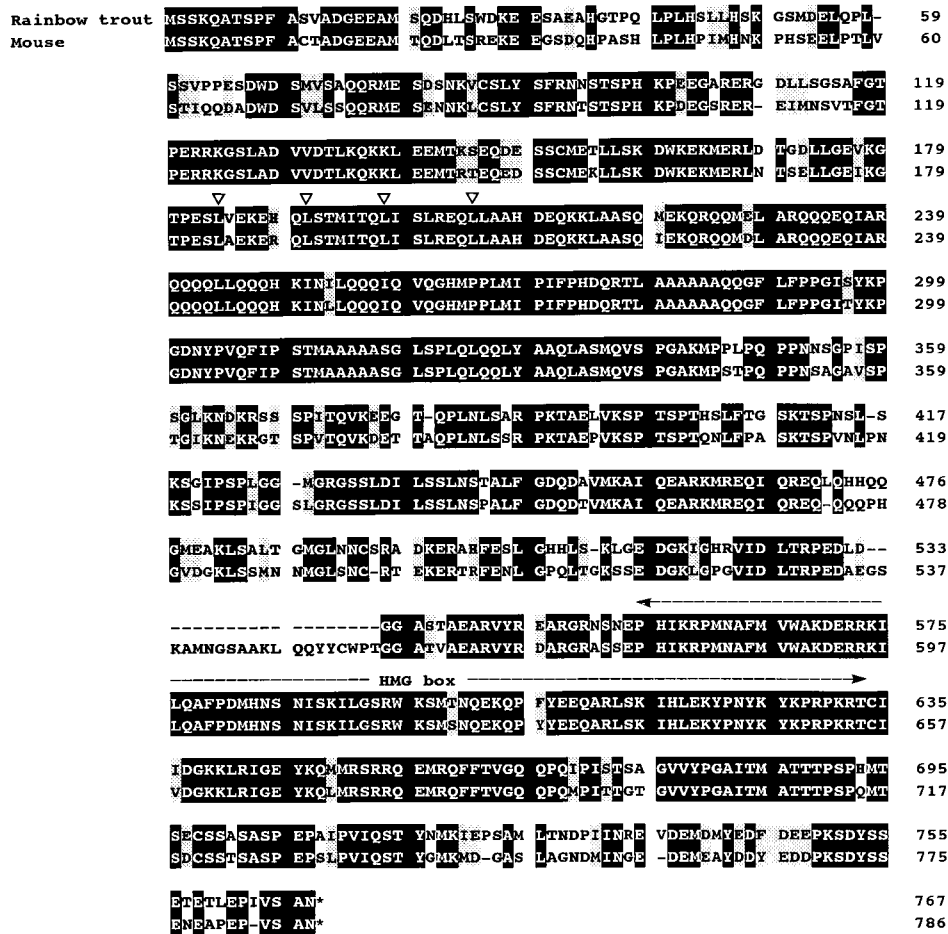 Rainbow trout MSSKQATSPF ASVADGEEAM SQDHLSWDKE ESAEAHGTPQ LPLHSLLHSK GSMDELQPL- 59
Mouse MSSKQATSPF ACTADGEEAM TQDLTSREKE EGSDQHPASH LPLHPIMHNK PHSEELPTLV 60
SSVPPESDWD SMVSAQQRME SDSNKVCSLY SFRNNSTSPH KPEEGARERG DLLSGSAFGT 119
STIQQDADWD SVLSSQQRME SENNKLCSLY SFRNTSTSPH KPDEGSRER- EIMNSVTFGT 119
PERRKGSLAD VVDTLKQKKL EEMTKSEQDE SSCMETLLSK DWKEKMERLD TGDLLGEVKG 179
PERRKGSLAD VVDTLKQKKL EEMTRTEQED SSCMEKLLSK DWKEKMERLN TSELLGEIKG 179
▽ ▽ ▽ ▽
TPESLVEKEH QLSTMITQLI SLREQLLAAH DEQKKLAASQ MEKQRQQMEL ARQQQEQIAR 239
TPESLAEKER QLSTMITQLI SLREQLLAAH DEQKKLAASQ IEKQRQQMDL ARQQQEQIAR 239
QQQQLLQQQH KINILQQQIQ VQGHMPPLMI PIFPHDQRTL AAAAAAQQGF LFPPGISYKP 299
QQQQLLQQQH KINLLQQQIQ VQGHMPPLMI PIFPHDQRTL AAAAAAQQGF LFPPGITYKP 299
GDNYPVQFIP STMAAAAASG LSPLQLQQLY AAQLASMQVS PGAKMPPLPQ PPNNSGPISP 359
GDNYPVQFIP STMAAAAASG LSPLQLQQLY AAQLASMQVS PGAKMPSTPQ PPNSAGAVSP 359
SGLKNDKRSS SPITQVKEEG T-QPLNLSAR PKTAELVKSP TSPTHSLFTG SKTSPNSL-S 417
TGIKNEKRGT SPVTQVKDET TAQPLNLSSR PKTAEPVKSP TSPTQNLFPA SKTSPVNLPN 419
KSGIPSPLGG -MGRGSSLDI LSSLNSTALF GDQDAVMKAI QEARKMREQI QREQLQHHQQ 476
KSSIPSPIGG SLGRGSSLDI LSSLNSPALF GDQDTVMKAI QEARKMREQI QREQ-QQQPH 478
GMEAKLSALT GMGLNNCSRA DKERAHFESL GHHLS-KLGE DGKIGHRVID LTRPEDLD-- 533
GVDGKLSSMN NMGLSNC-RT EKERTRFENL GPQLTGKSSE DGKLGPGVID LTRPEDAEGS 537
---------- ---------GGA STAEARVYR EARGRNSNEP HIKRPMNAFM VWAKDERRKI 575
KAMNGSAAKL QQYYCWPTGGA TVAEARVYR DARGRASSEP HIKRPMNAFM VWAKDERRKI 597
HMG box
LQAFPDMHNS NISKILGSRW KSMTNQEKQP FYEEQARLSK IHLEKYPNYK YKPRPKRTCI 635
LQAFPDMHNS NISKILGSRW KSMSNQEKQP YYEEQARLSK IHLEKYPNYK YKPRPKRTCI 657
IDGKKLRIGE YKQMMRSRRQ EMRQFFTVGQ QPQIPISTSA GVVYPGAITM ATTTPSPHMT 695
VDGKKLRIGE YKQLMRSRRQ EMRQFFTVGQ QPQMPITTGT GVVYPGAITM ATTTPSPQMT 717
SECSSASASP EPAIPVIQST YNMKIEPSAM LTNDPIINRE VDEMDMYEDF DEEPKSDYSS 755
SDCSSTSASP EPSLPVIQST YGMKMD-GAS LAGNDMINGE -DEMEAYDDY EDDPKSDYSS 775
ETETLEPIVS AN* 767
ENEAPEP-VS AN* 786